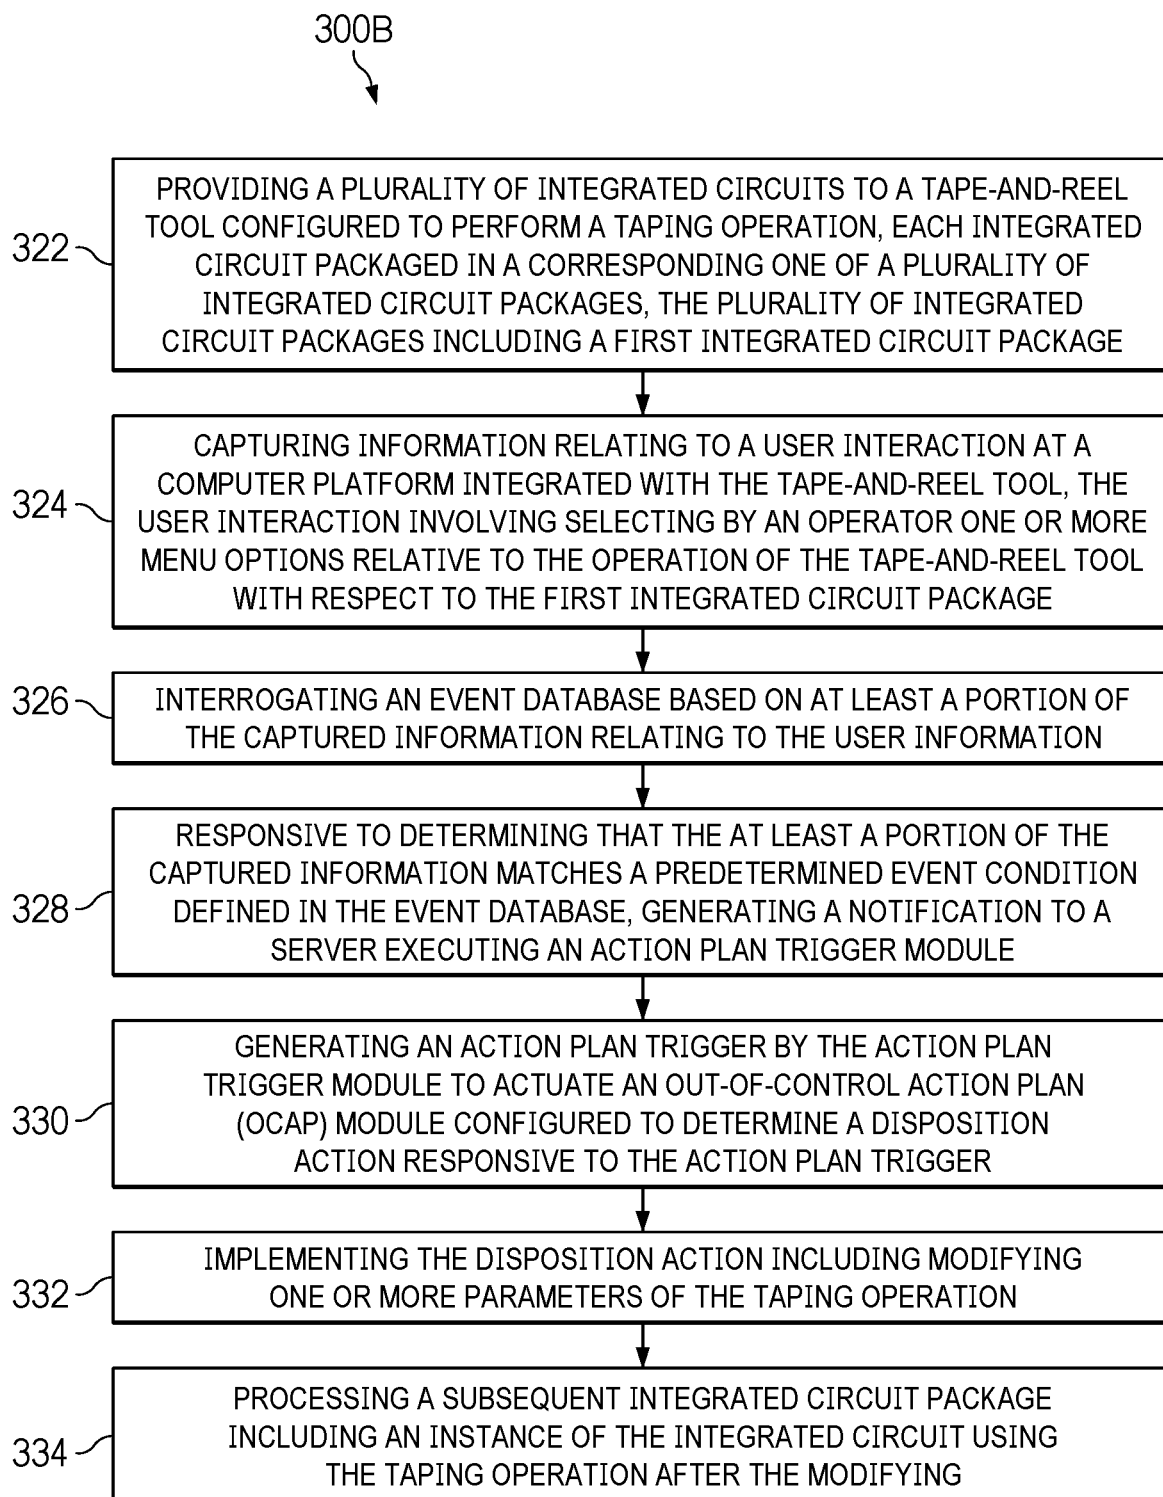 300B
322
PROVIDING A PLURALITY OF INTEGRATED CIRCUITS TO A TAPE-AND-REEL
TOOL CONFIGURED TO PERFORM A TAPING OPERATION, EACH INTEGRATED
CIRCUIT PACKAGED IN A CORRESPONDING ONE OF A PLURALITY OF
INTEGRATED CIRCUIT PACKAGES, THE PLURALITY OF INTEGRATED
CIRCUIT PACKAGES INCLUDING A FIRST INTEGRATED CIRCUIT PACKAGE
324
CAPTURING INFORMATION RELATING TO A USER INTERACTION AT A
COMPUTER PLATFORM INTEGRATED WITH THE TAPE-AND-REEL TOOL, THE
USER INTERACTION INVOLVING SELECTING BY AN OPERATOR ONE OR MORE
MENU OPTIONS RELATIVE TO THE OPERATION OF THE TAPE-AND-REEL TOOL
WITH RESPECT TO THE FIRST INTEGRATED CIRCUIT PACKAGE
326
INTERROGATING AN EVENT DATABASE BASED ON AT LEAST A PORTION OF
THE CAPTURED INFORMATION RELATING TO THE USER INFORMATION
328
RESPONSIVE TO DETERMINING THAT THE AT LEAST A PORTION OF THE
CAPTURED INFORMATION MATCHES A PREDETERMINED EVENT CONDITION
DEFINED IN THE EVENT DATABASE, GENERATING A NOTIFICATION TO A
SERVER EXECUTING AN ACTION PLAN TRIGGER MODULE
330
GENERATING AN ACTION PLAN TRIGGER BY THE ACTION PLAN
TRIGGER MODULE TO ACTUATE AN OUT-OF-CONTROL ACTION PLAN
(OCAP) MODULE CONFIGURED TO DETERMINE A DISPOSITION
ACTION RESPONSIVE TO THE ACTION PLAN TRIGGER
332
IMPLEMENTING THE DISPOSITION ACTION INCLUDING MODIFYING
ONE OR MORE PARAMETERS OF THE TAPING OPERATION
334
PROCESSING A SUBSEQUENT INTEGRATED CIRCUIT PACKAGE
INCLUDING AN INSTANCE OF THE INTEGRATED CIRCUIT USING
THE TAPING OPERATION AFTER THE MODIFYING